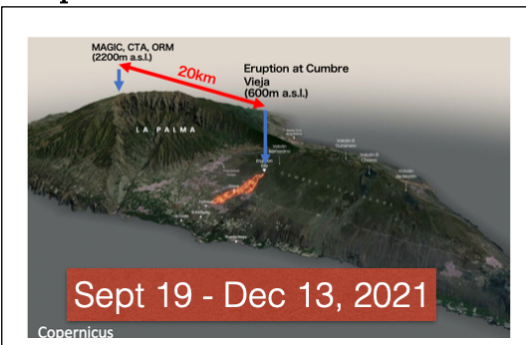 MAGIC, CTA, ORM
(2200m a.s.l.)
20km
Eruption at Cumbre
Vieja
(600m a.s.l.)
LA PALMA
Sept 19 - Dec 13, 2021
Copernicus